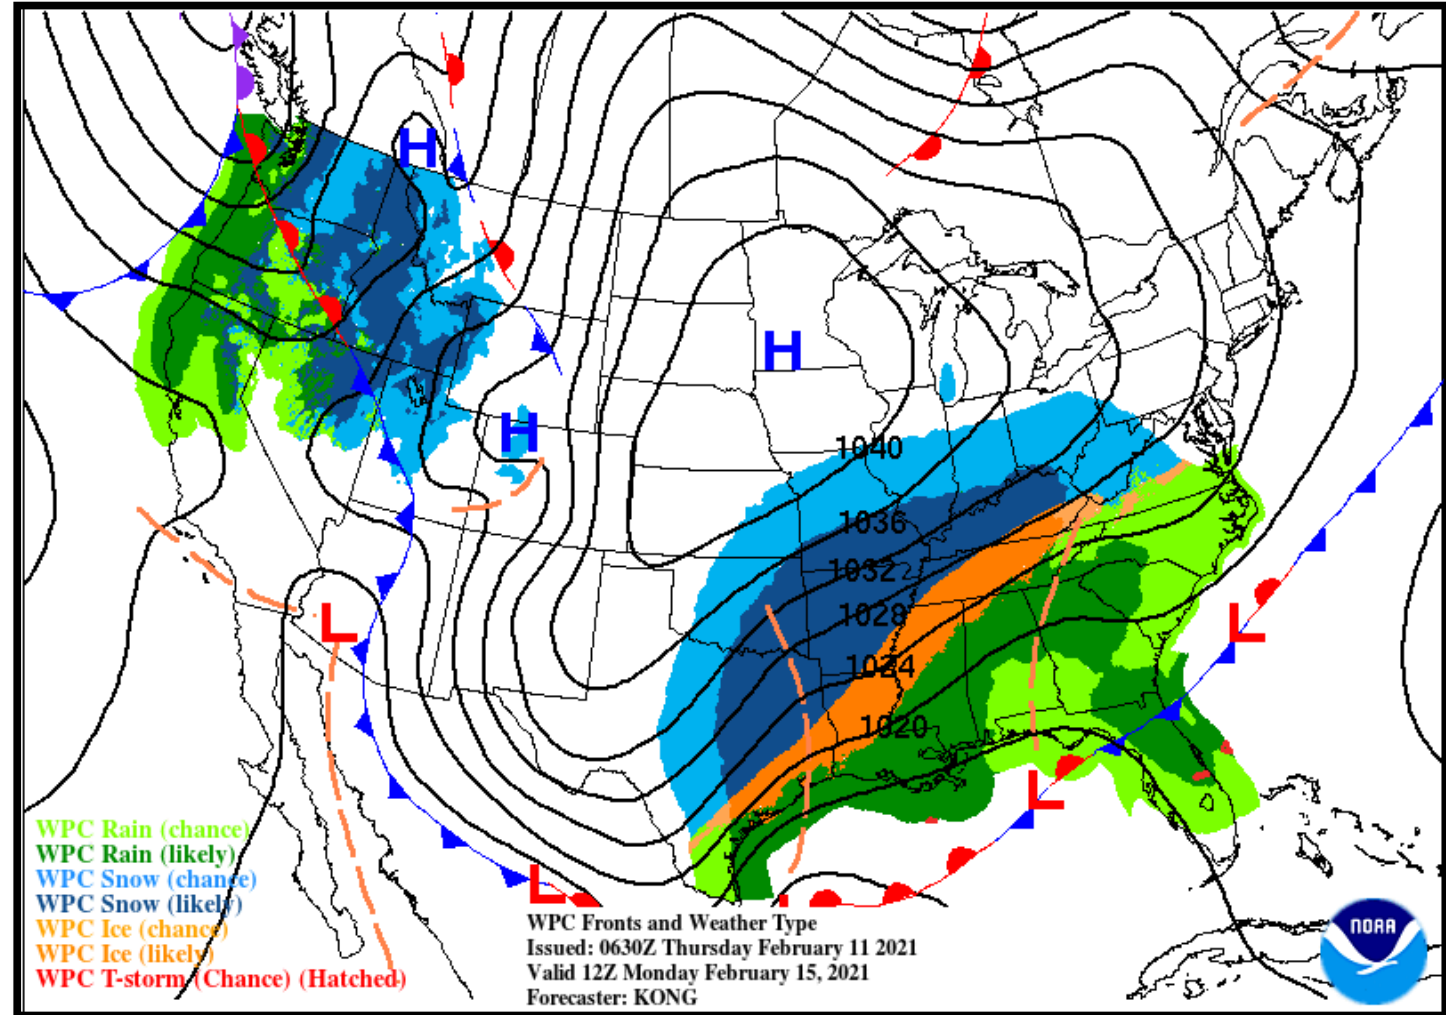 H
H
H
1040
1036
1032
1028
1024
1020
L
L
L
L
WPC Rain (chance)
WPC Rain (likely)
WPC Snow (chance)
WPC Snow (likely)
WPC Ice (chance)
WPC Ice (likely)
WPC T-storm (Chance) (Hatched)
WPC Fronts and Weather Type
Issued: 0630Z Thursday February 11 2021
Valid 12Z Monday February 15, 2021
Forecaster: KONG
NOAA